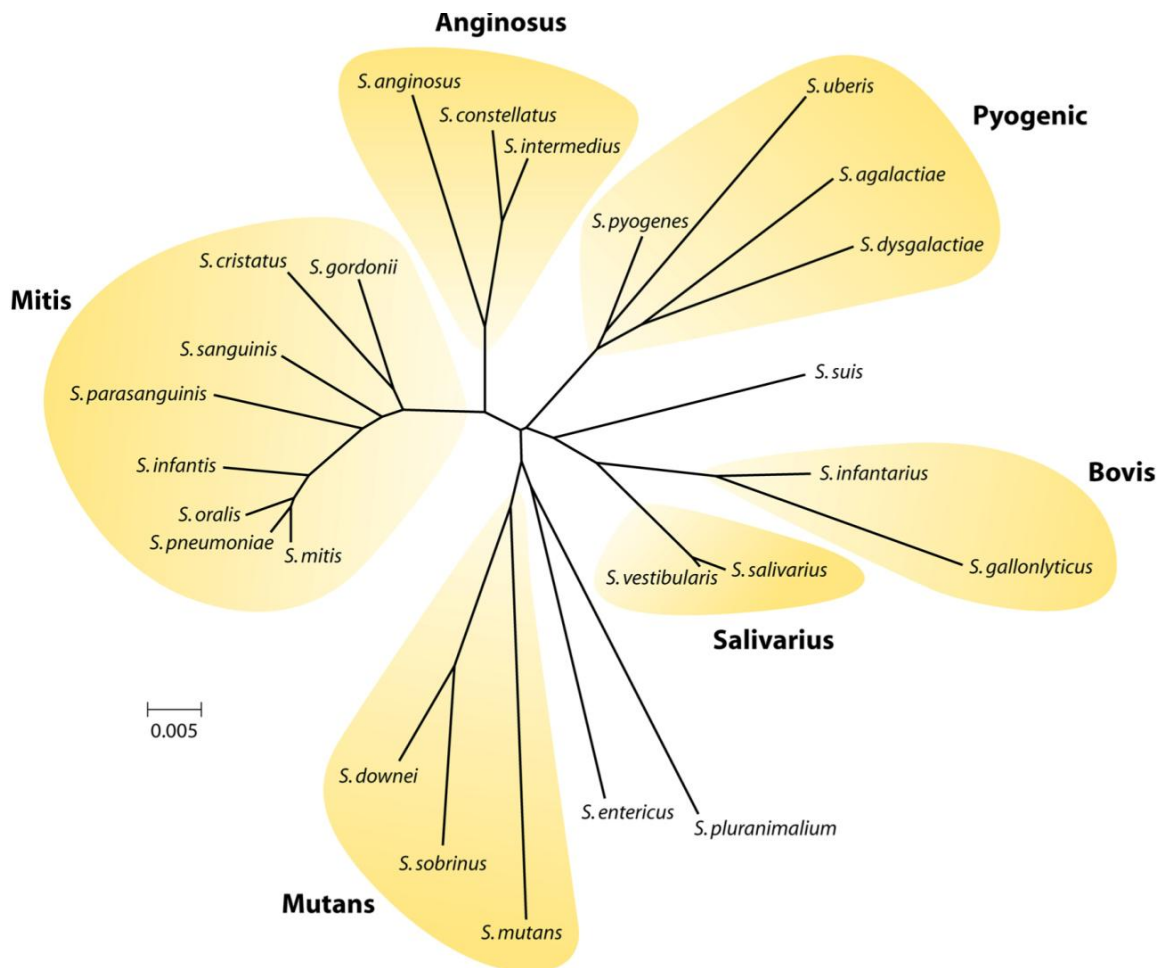 Anginosus
S. anginosus
S. constellatus
S. intermedius
S. uberis
Pyogenic
S. agalactiae
S. pyogenes
S. dysgalactiae
S. cristatus
S. gordonii
Mitis
S. sanguinis
S. parasanguinis
S. suis
S. infantis
S. infantarius
Bovis
S. oralis
S. pneumoniae
S. mitis
S. vestibularis
S. salivarius
S. gallonlyticus
Salivarius
0.005
S. downei
S. entericus
S. pluranimalium
S. sobrinus
Mutans
S. mutans